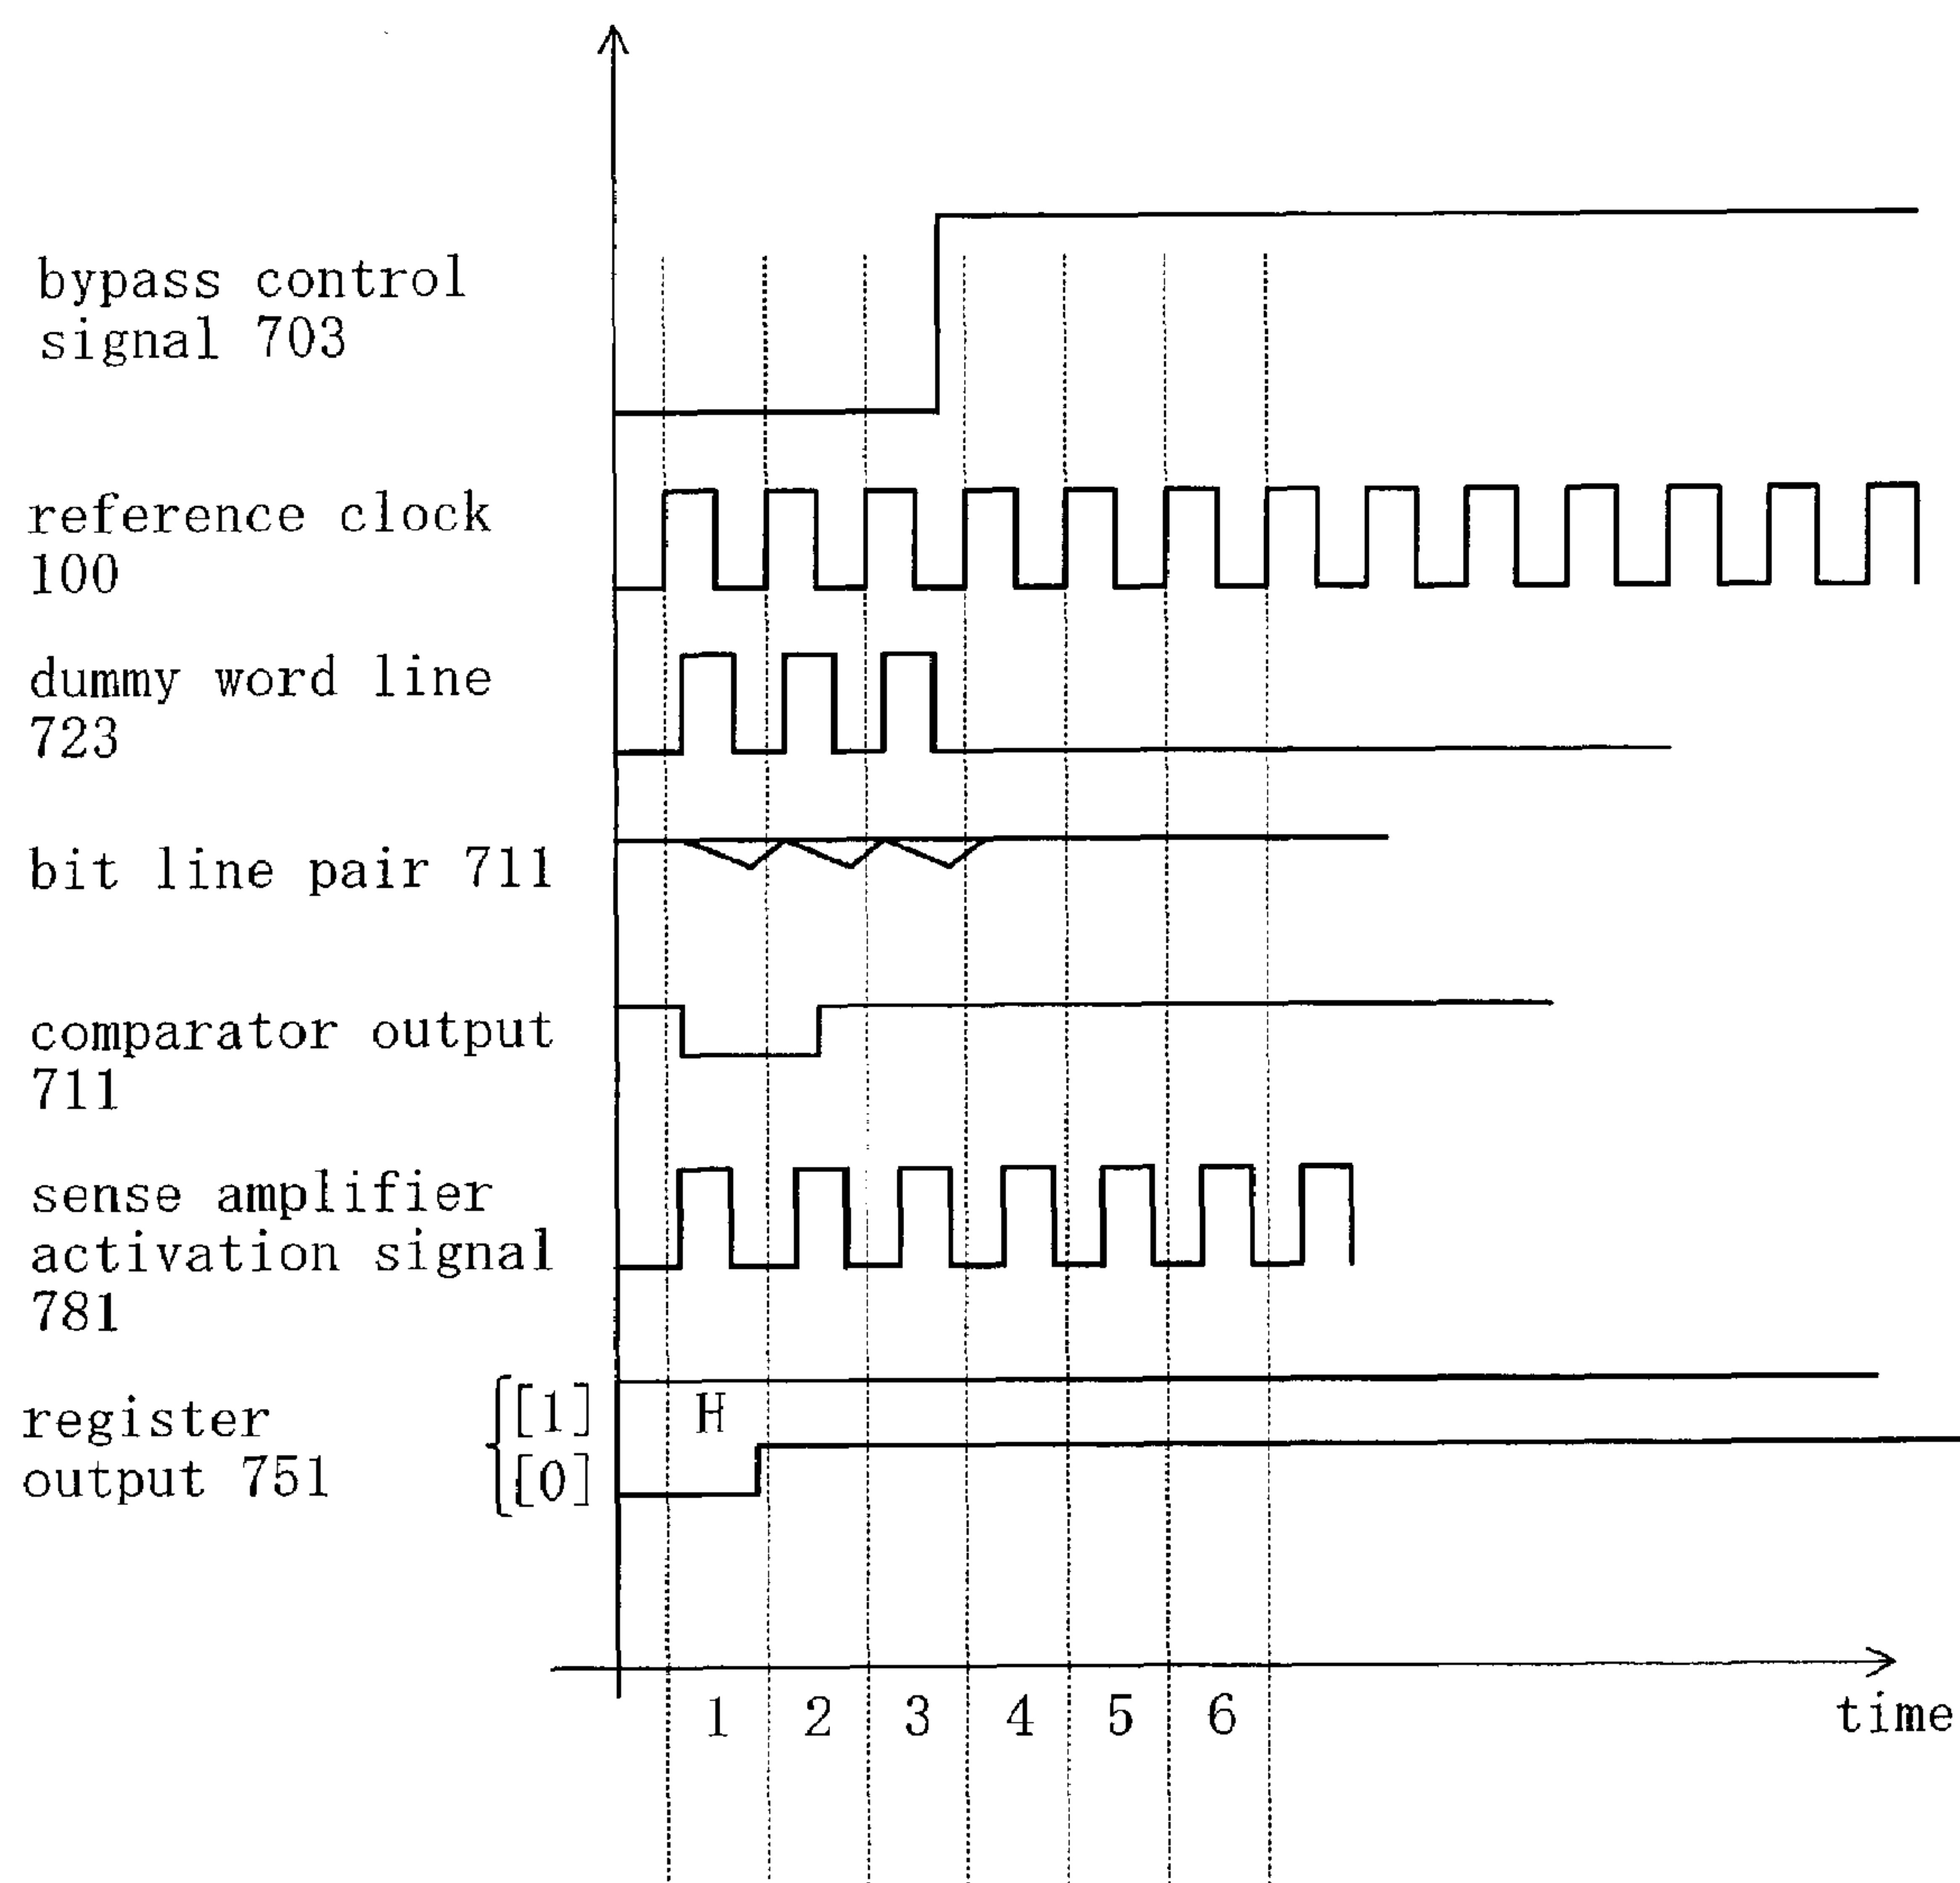 bypass control
signal 703
reference clock
100
dummy word line
723
bit line pair 711
comparator output
711
sense amplifier
activation signal
781
register
output 751
[1]
[0]
H
1 2 3 4 5 6
time